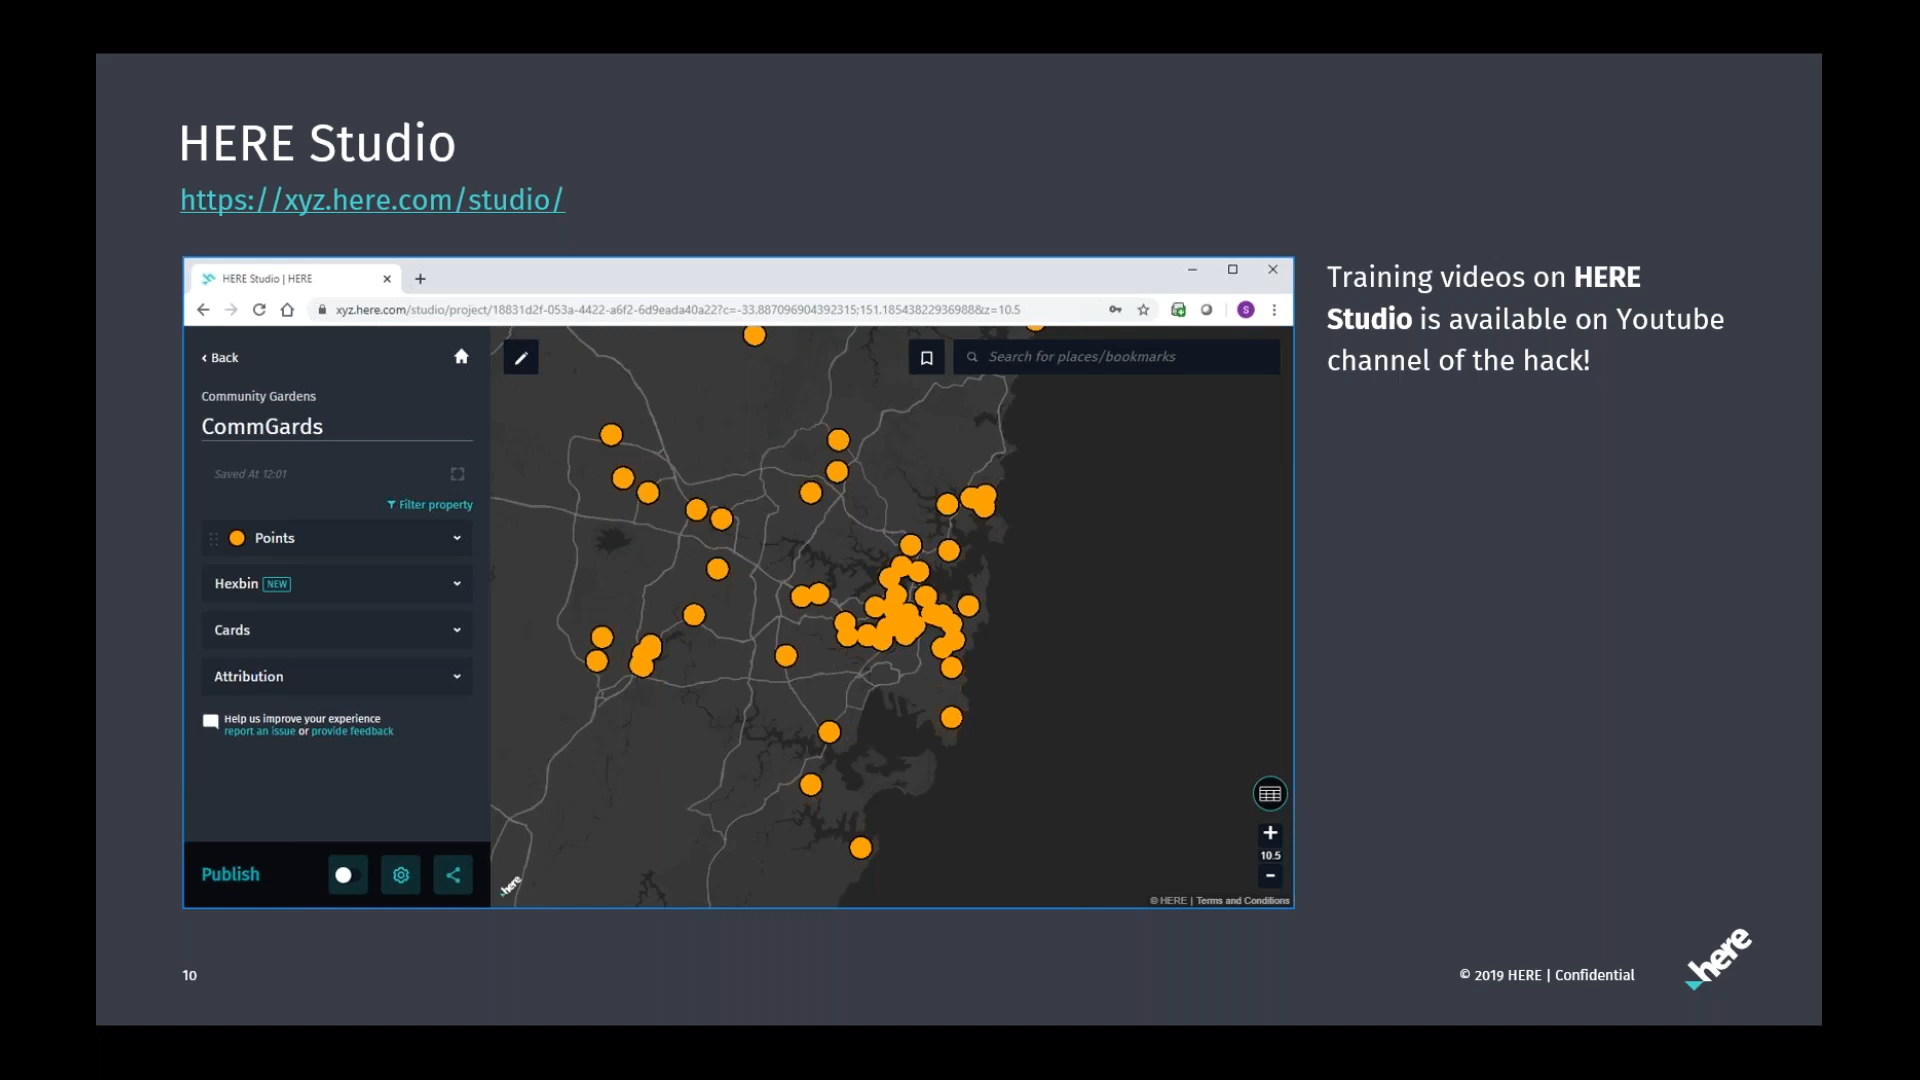 HERE Studio
https://xyz.here.com/studio/
HERE Studio | HERE
xyz.here.com/studio/project/18831d2f-053a-4422-a6f2-6d9eada40a22?c=-33.887096904392315;151.18543822936988&z=10.5
S
Back
Search for places/bookmarks
Community Gardens
CommGards
Saved At 12:01
Filter property
Points
Hexbin NEW
Cards
Attribution
Help us improve your experience
report an issue or provide feedback
Publish
here
10.5
© HERE | Terms and Conditions
Training videos on HERE
Studio is available on Youtube
channel of the hack!
10
© 2019 HERE | Confidential
here